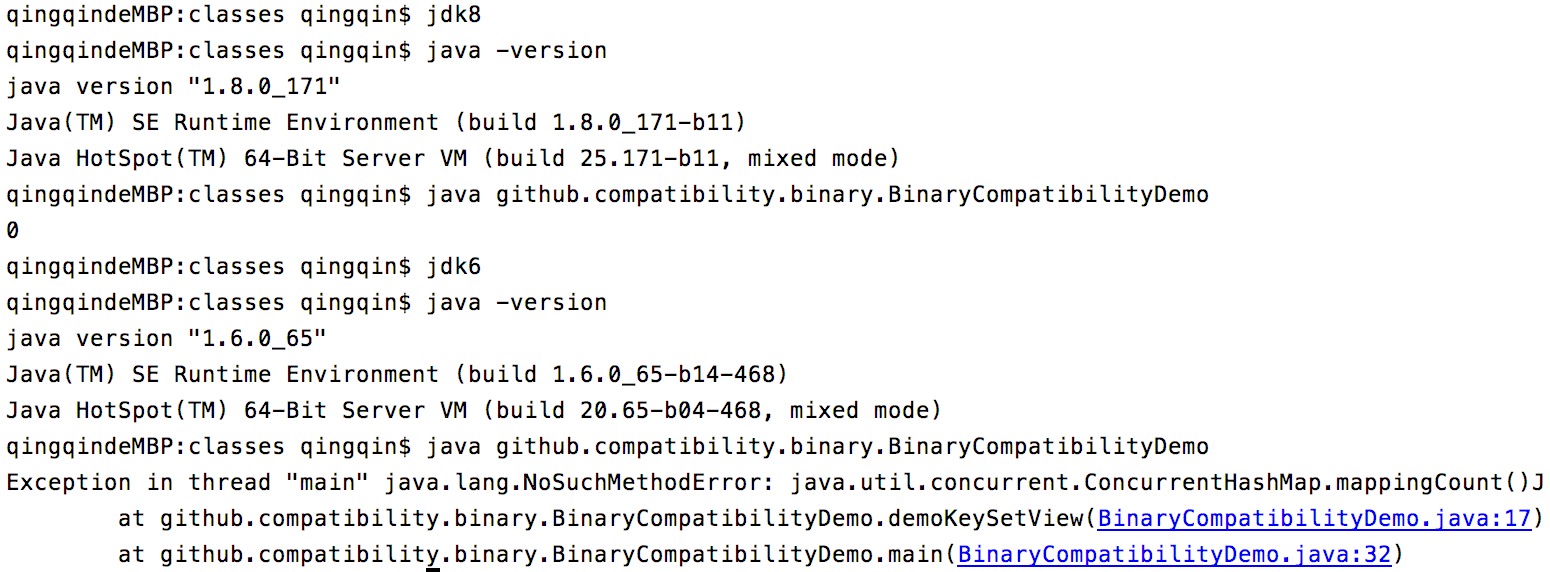 qingqindeMBP:classes qingqin$ jdk8
qingqindeMBP:classes qingqin$ java -version
java version "1.8.0_171"
Java(TM) SE Runtime Environment (build 1.8.0_171-b11)
Java HotSpot(TM) 64-Bit Server VM (build 25.171-b11, mixed mode)
qingqindeMBP:classes qingqin$ java github.compatibility.binary.BinaryCompatibilityDemo
0
qingqindeMBP:classes qingqin$ jdk6
qingqindeMBP:classes qingqin$ java -version
java version "1.6.0_65"
Java(TM) SE Runtime Environment (build 1.6.0_65-b14-468)
Java HotSpot(TM) 64-Bit Server VM (build 20.65-b04-468, mixed mode)
qingqindeMBP:classes qingqin$ java github.compatibility.binary.BinaryCompatibilityDemo
Exception in thread "main" java.lang.NoSuchMethodError: java.util.concurrent.ConcurrentHashMap.mappingCount()J
        at github.compatibility.binary.BinaryCompatibilityDemo.demoKeySetView(BinaryCompatibilityDemo.java:17)
        at github.compatibility.binary.BinaryCompatibilityDemo.main(BinaryCompatibilityDemo.java:32)